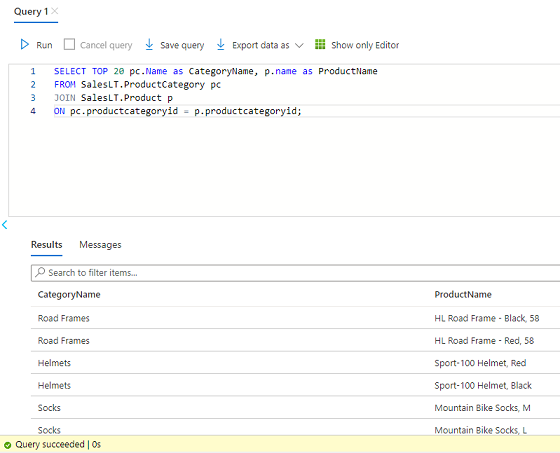 Query 1
Run Cancel query Save query Export data as Show only Editor
1 SELECT TOP 20 pc.Name as CategoryName, p.name as ProductName
2 FROM SalesLT.ProductCategory pc
3 JOIN SalesLT.Product p
4 ON pc.productcategoryid = p.productcategoryid;
Results Messages
Search to filter items...
CategoryName ProductName
Road Frames HL Road Frame - Black, 58
Road Frames HL Road Frame - Red, 58
Helmets Sport-100 Helmet, Red
Helmets Sport-100 Helmet, Black
Socks Mountain Bike Socks, M
Socks Mountain Bike Socks, L
Query succeeded | 0s